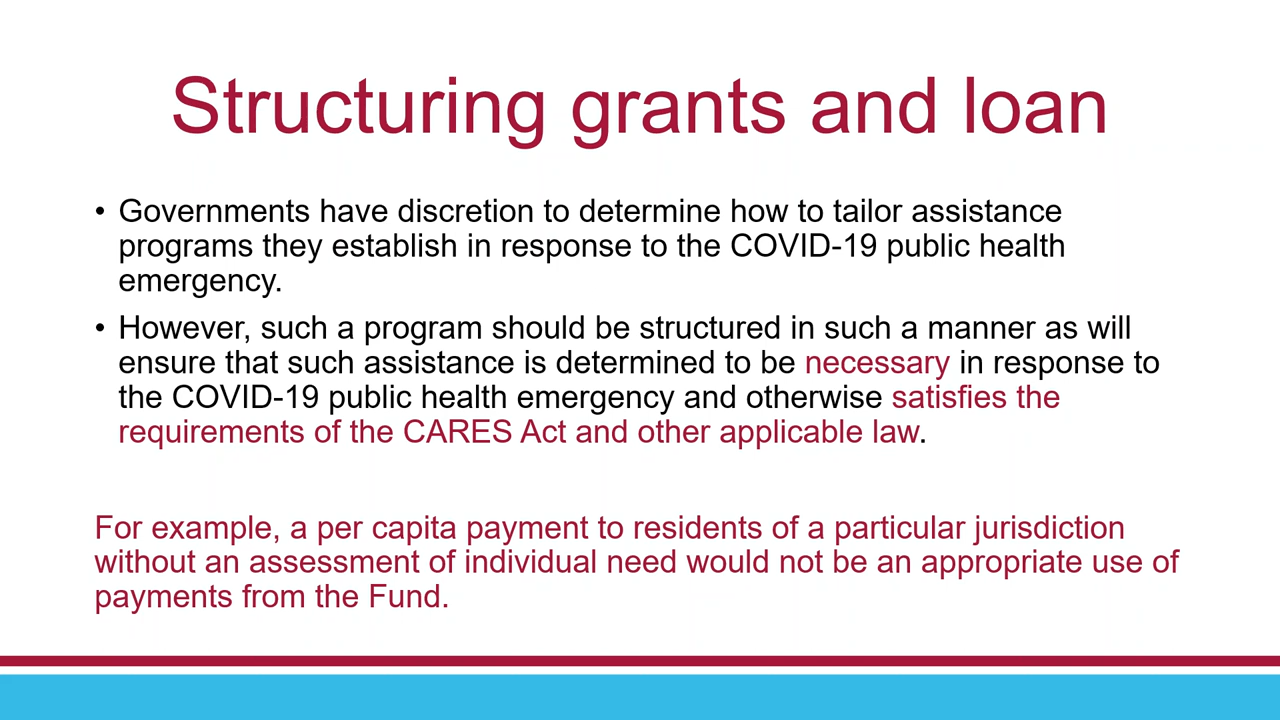 Structuring grants and loan
• Governments have discretion to determine how to tailor assistance
programs they establish in response to the COVID-19 public health
emergency.
• However, such a program should be structured in such a manner as will
ensure that such assistance is determined to be necessary in response to
the COVID-19 public health emergency and otherwise satisfies the
requirements of the CARES Act and other applicable law.
For example, a per capita payment to residents of a particular jurisdiction
without an assessment of individual need would not be an appropriate use of
payments from the Fund.